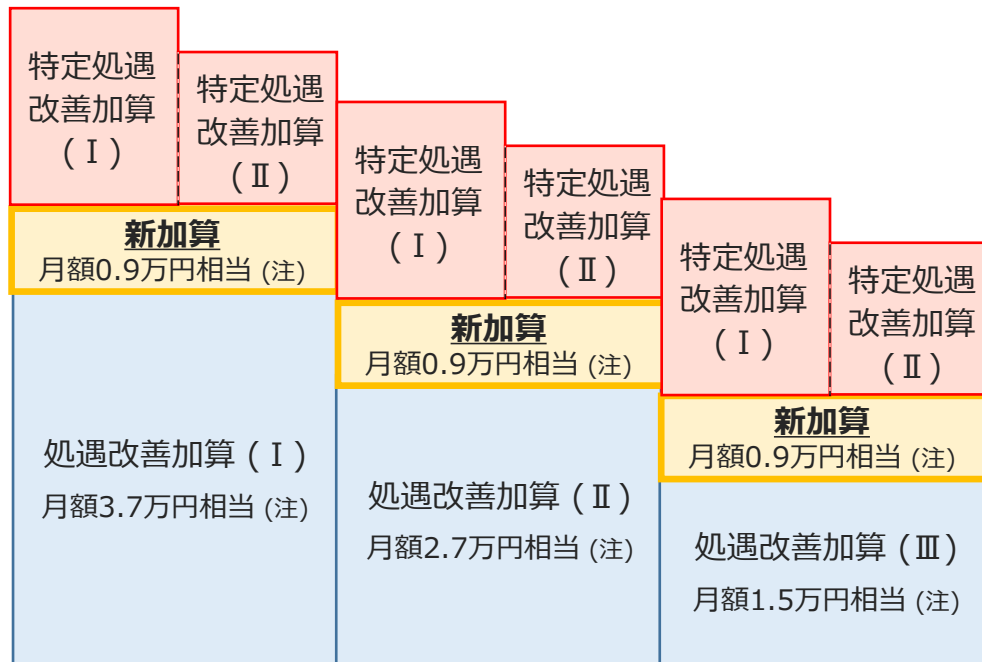 特定処遇
改善加算
(Ⅰ)
特定処遇
改善加算
(Ⅱ)
新加算
月額0.9万円相当 (注)
処遇改善加算 (Ⅰ)
月額3.7万円相当 (注)
特定処遇
改善加算
(Ⅰ)
特定処遇
改善加算
(Ⅱ)
新加算
月額0.9万円相当 (注)
処遇改善加算 (Ⅱ)
月額2.7万円相当 (注)
特定処遇
改善加算
(Ⅰ)
特定処遇
改善加算
(Ⅱ)
新加算
月額0.9万円相当 (注)
処遇改善加算 (Ⅲ)
月額1.5万円相当 (注)